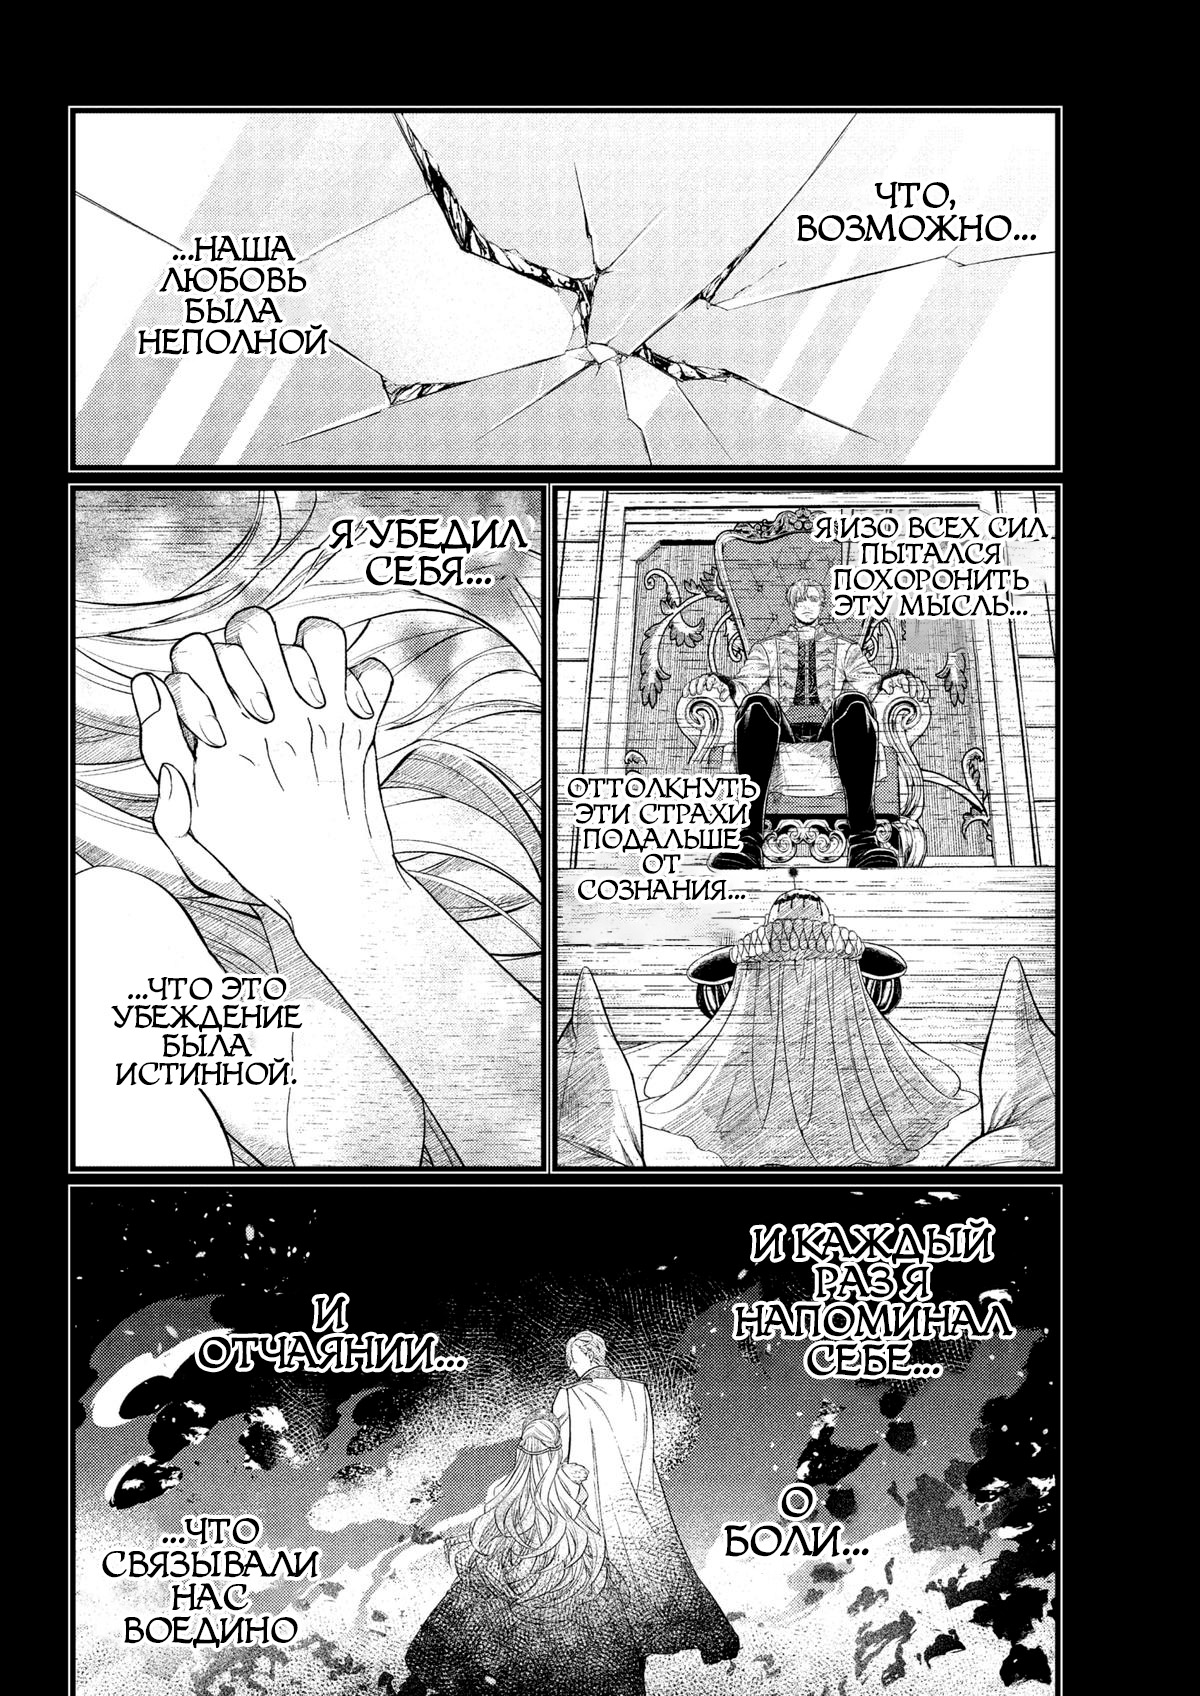 ЧТО,
ВОЗМОЖНО...
...НАША
ЛЮБОВЬ
БЫЛА
НЕПОЛНОЙ
Я ИЗО ВСЕХ СИЛ
ПЫТАЛСЯ
ПОХОРОНИТЬ
ЭТУ МЫСЛЬ...
ОТТОЛКНУТЬ
ЭТИ СТРАХИ
ПОДАЛЬШЕ
ОТ
СОЗНАНИЯ...
Я УБЕДИЛ
СЕБЯ...
...ЧТО ЭТО
УБЕЖДЕНИЕ
БЫЛА
ИСТИННОЙ.
И КАЖДЫЙ
РАЗ Я
НАПОМИНАЛ
СЕБЕ...
О
БОЛИ...
И
ОТЧАЯНИИ...
...ЧТО
СВЯЗЫВАЛИ
НАС
ВОЕДИНО